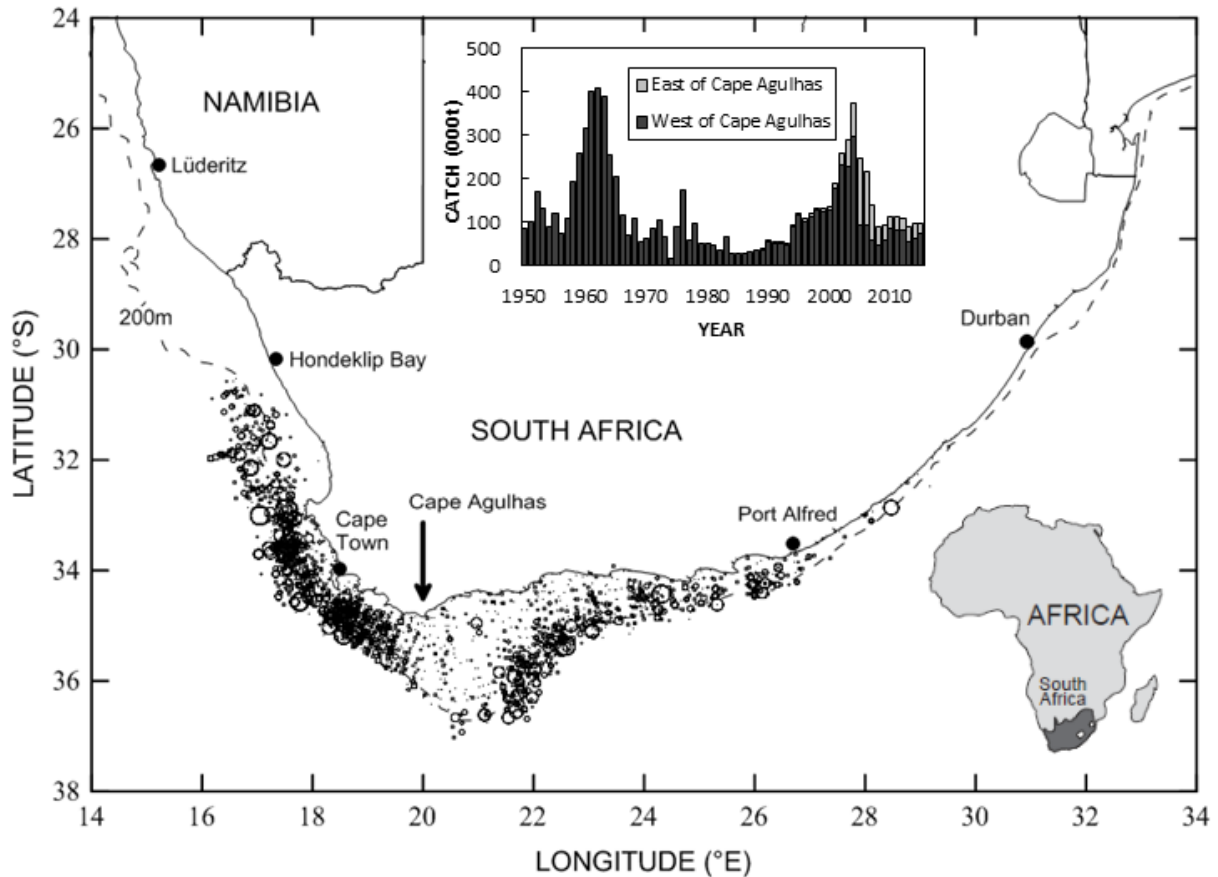 24
26
28
30
32
34
36
38
LATITUDE (°S)
14
16
18
20
22
24
26
28
30
32
34
LONGITUDE (°E)
NAMIBIA
Lüderitz
200m
Hondeklip Bay
SOUTH AFRICA
Cape Agulhas
Cape
Town
Port Alfred
Durban
500
400
300
200
100
0
CATCH (000t)
East of Cape Agulhas
West of Cape Agulhas
1950
1960
1970
1980
1990
2000
2010
YEAR
AFRICA
South
Africa